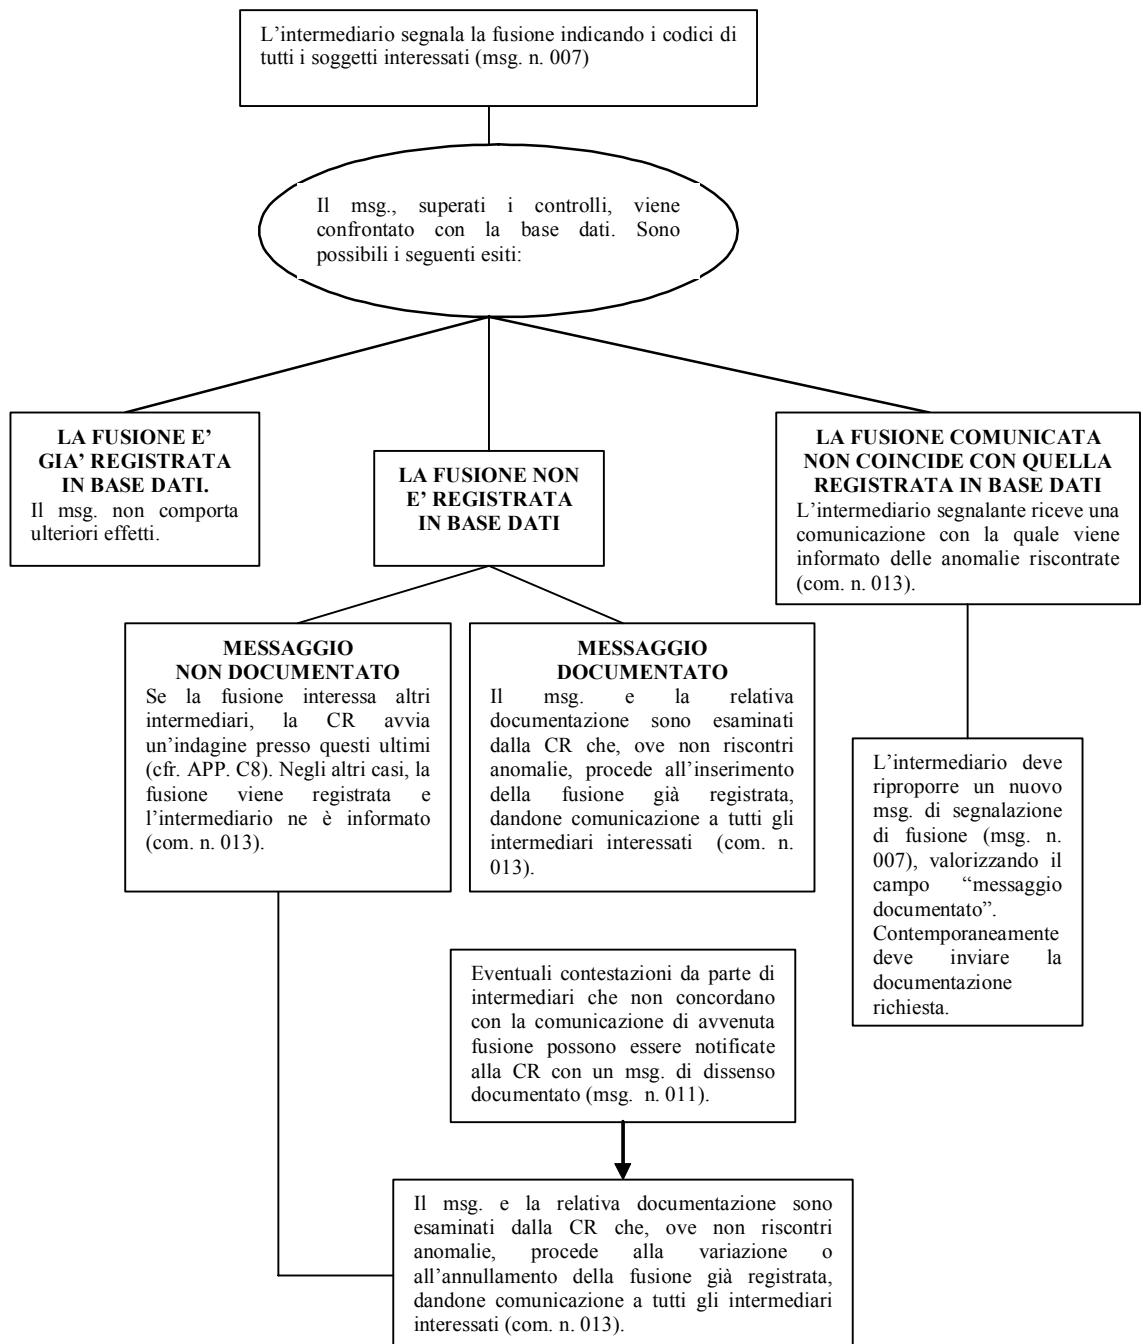 L'intermediario segnala la fusione indicando i codici di
tutti i soggetti interessati (msg. n. 007)
Il msg., superati i controlli, viene
confrontato con la base dati. Sono
possibili i seguenti esiti:
LA FUSIONE E'
GIA' REGISTRATA
IN BASE DATI.
Il msg. non comporta
ulteriori effetti.
LA FUSIONE NON
E' REGISTRATA
IN BASE DATI
LA FUSIONE COMUNICATA
NON COINCIDE CON QUELLA
REGISTRATA IN BASE DATI
L'intermediario segnalante riceve una
comunicazione con la quale viene
informato delle anomalie riscontrate
(com. n. 013).
MESSAGGIO
NON DOCUMENTATO
Se la fusione interessa altri
intermediari, la CR avvia
un'indagine presso questi ultimi
(cfr. APP. C8). Negli altri casi, la
fusione viene registrata e
l'intermediario ne è informato
(com. n. 013).
MESSAGGIO
DOCUMENTATO
Il msg. e la relativa
documentazione sono esaminati
dalla CR che, ove non riscontri
anomalie, procede all'inserimento
della fusione già registrata,
dandone comunicazione a tutti gli
intermediari interessati (com. n.
013).
L'intermediario deve
riproporre un nuovo
msg. di segnalazione
di fusione (msg. n.
007), valorizzando il
campo “messaggio
documentato”.
Contemporaneamente
deve inviare la
documentazione
richiesta.
Eventuali contestazioni da parte di
intermediari che non concordano
con la comunicazione di avvenuta
fusione possono essere notificate
alla CR con un msg. di dissenso
documentato (msg. n. 011).
Il msg. e la relativa documentazione sono
esaminati dalla CR che, ove non riscontri
anomalie, procede alla variazione o
all'annullamento della fusione già registrata,
dandone comunicazione a tutti gli intermediari
interessati (com. n. 013).